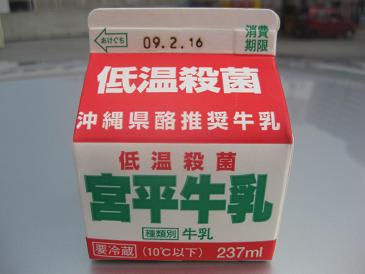 あけぐち
09.2.16
消費
期限
低温殺菌
沖縄県酪推奨牛乳
低温殺菌
宮平牛乳
種類別 牛乳
要冷蔵 (10℃以下) 237ml